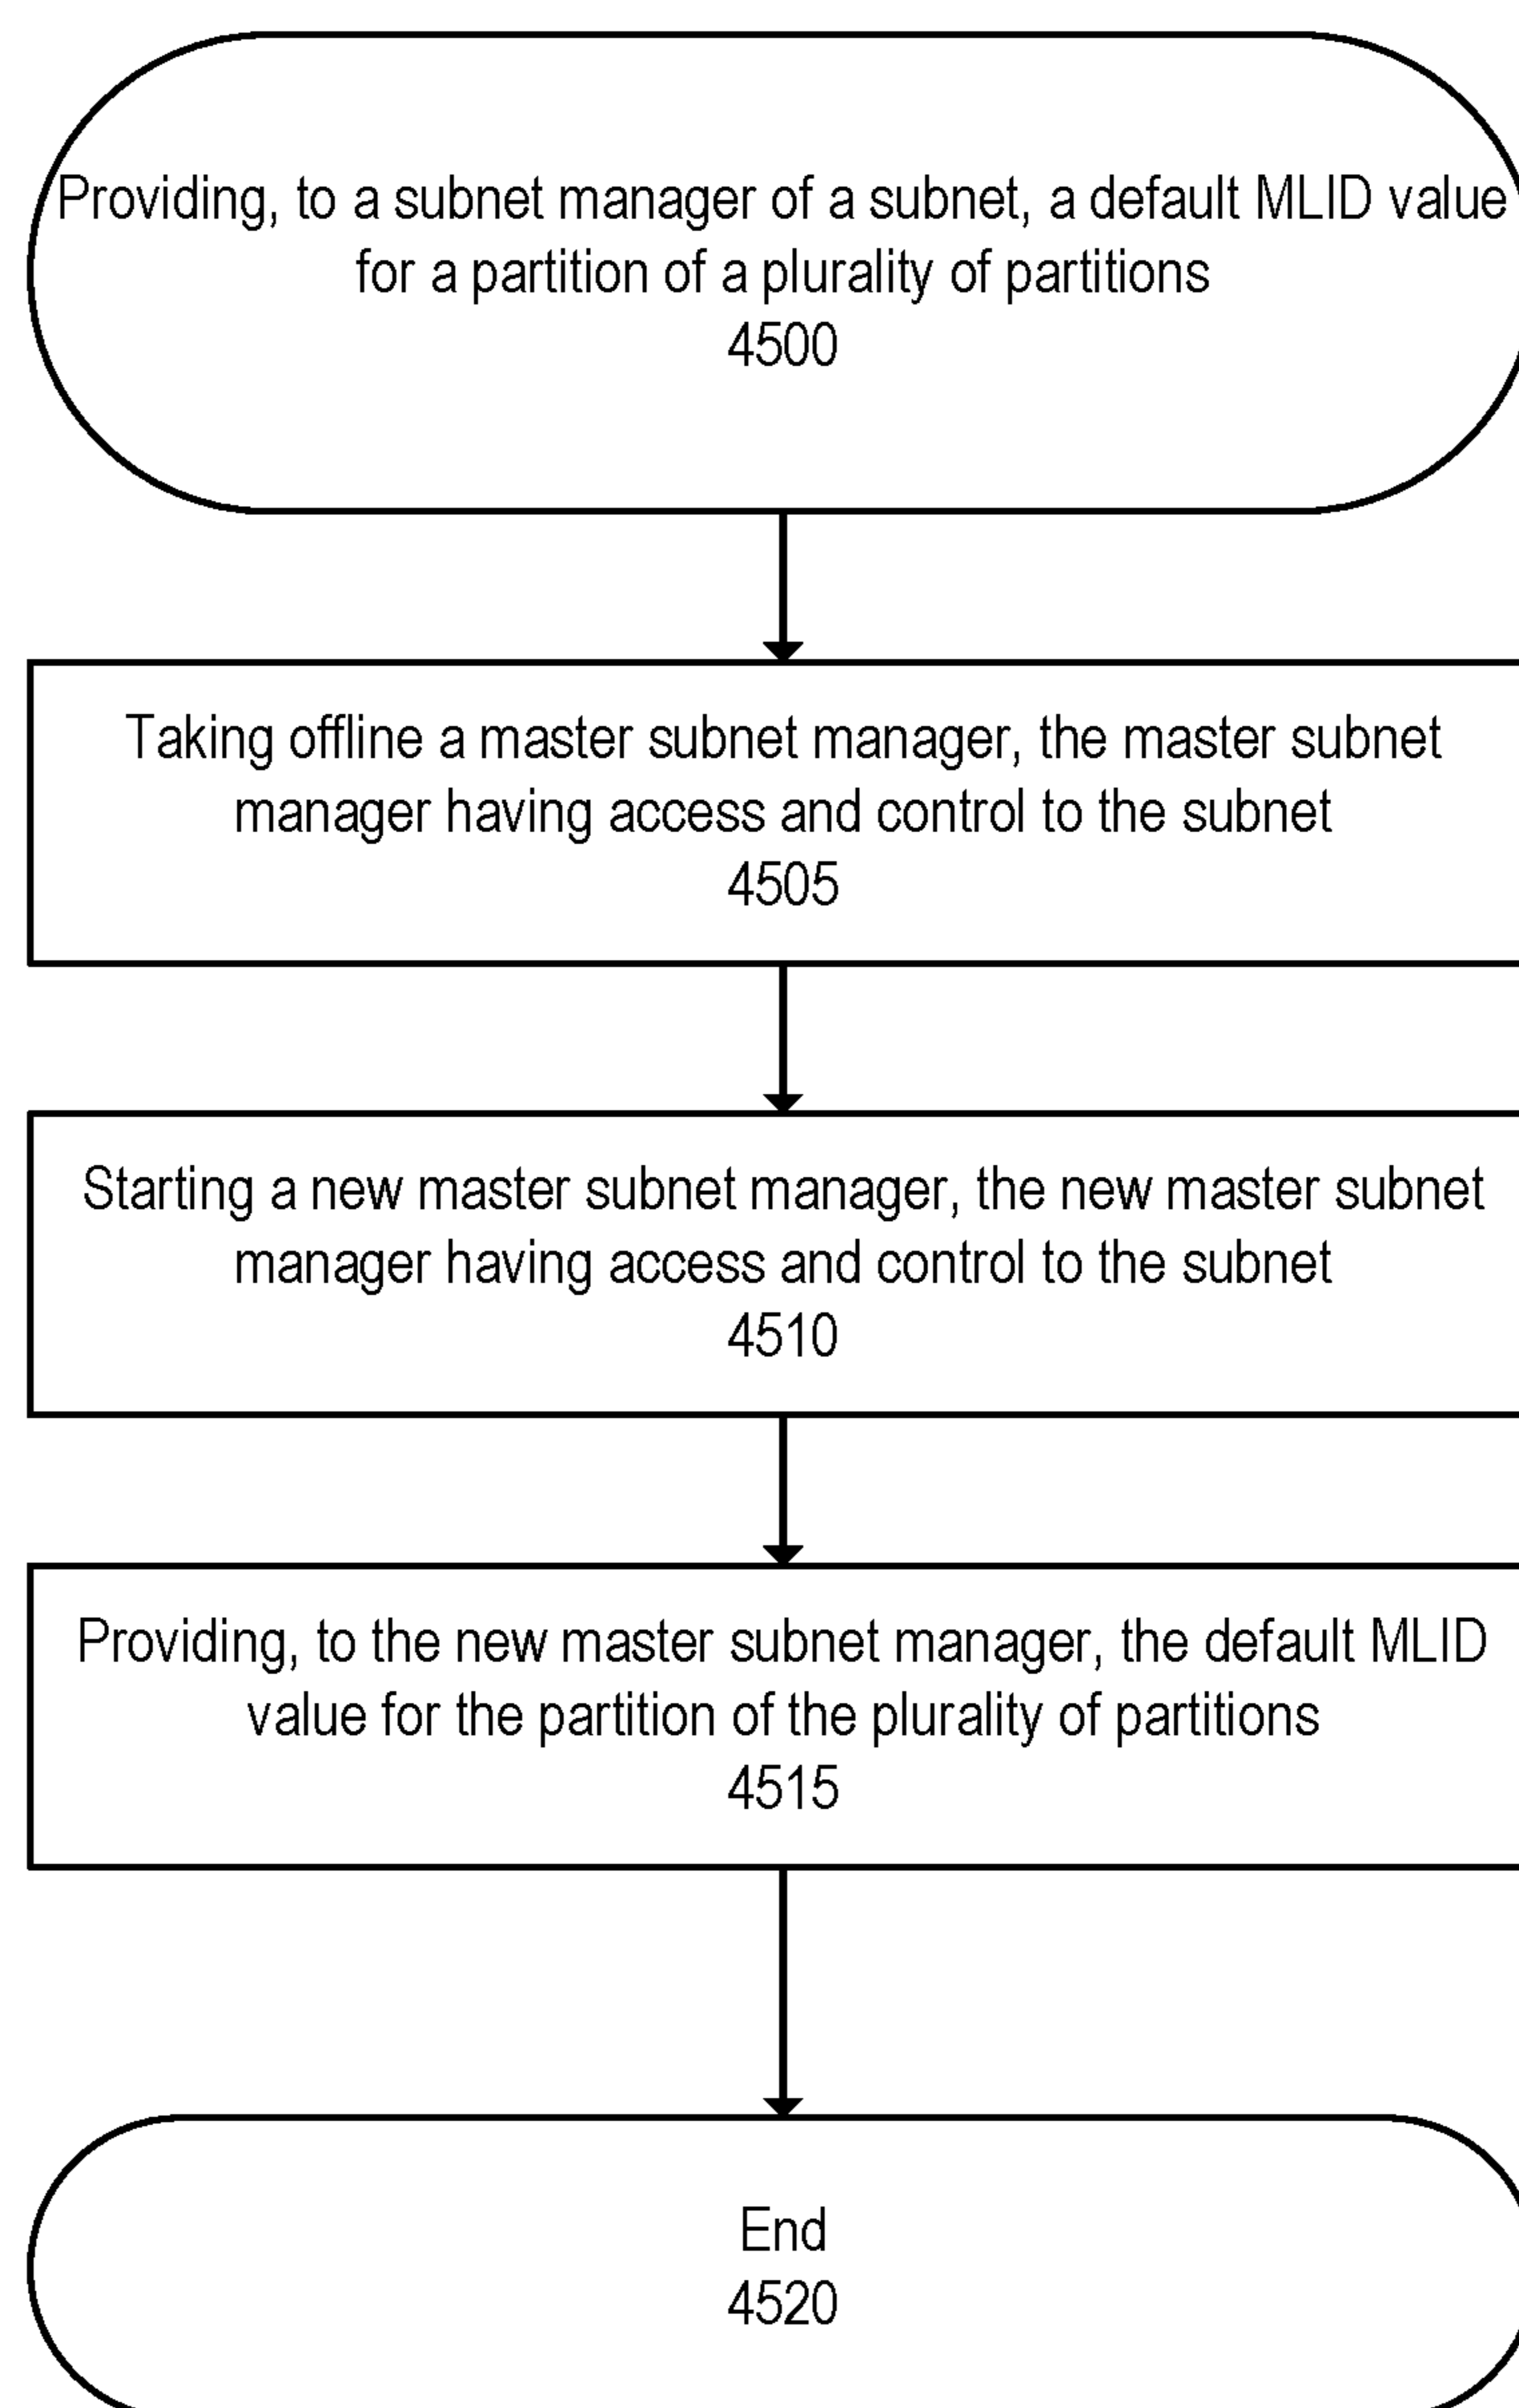 Providing, to a subnet manager of a subnet, a default MLID value
for a partition of a plurality of partitions
4500
Taking offline a master subnet manager, the master subnet
manager having access and control to the subnet
4505
Starting a new master subnet manager, the new master subnet
manager having access and control to the subnet
4510
Providing, to the new master subnet manager, the default MLID
value for the partition of the plurality of partitions
4515
End
4520